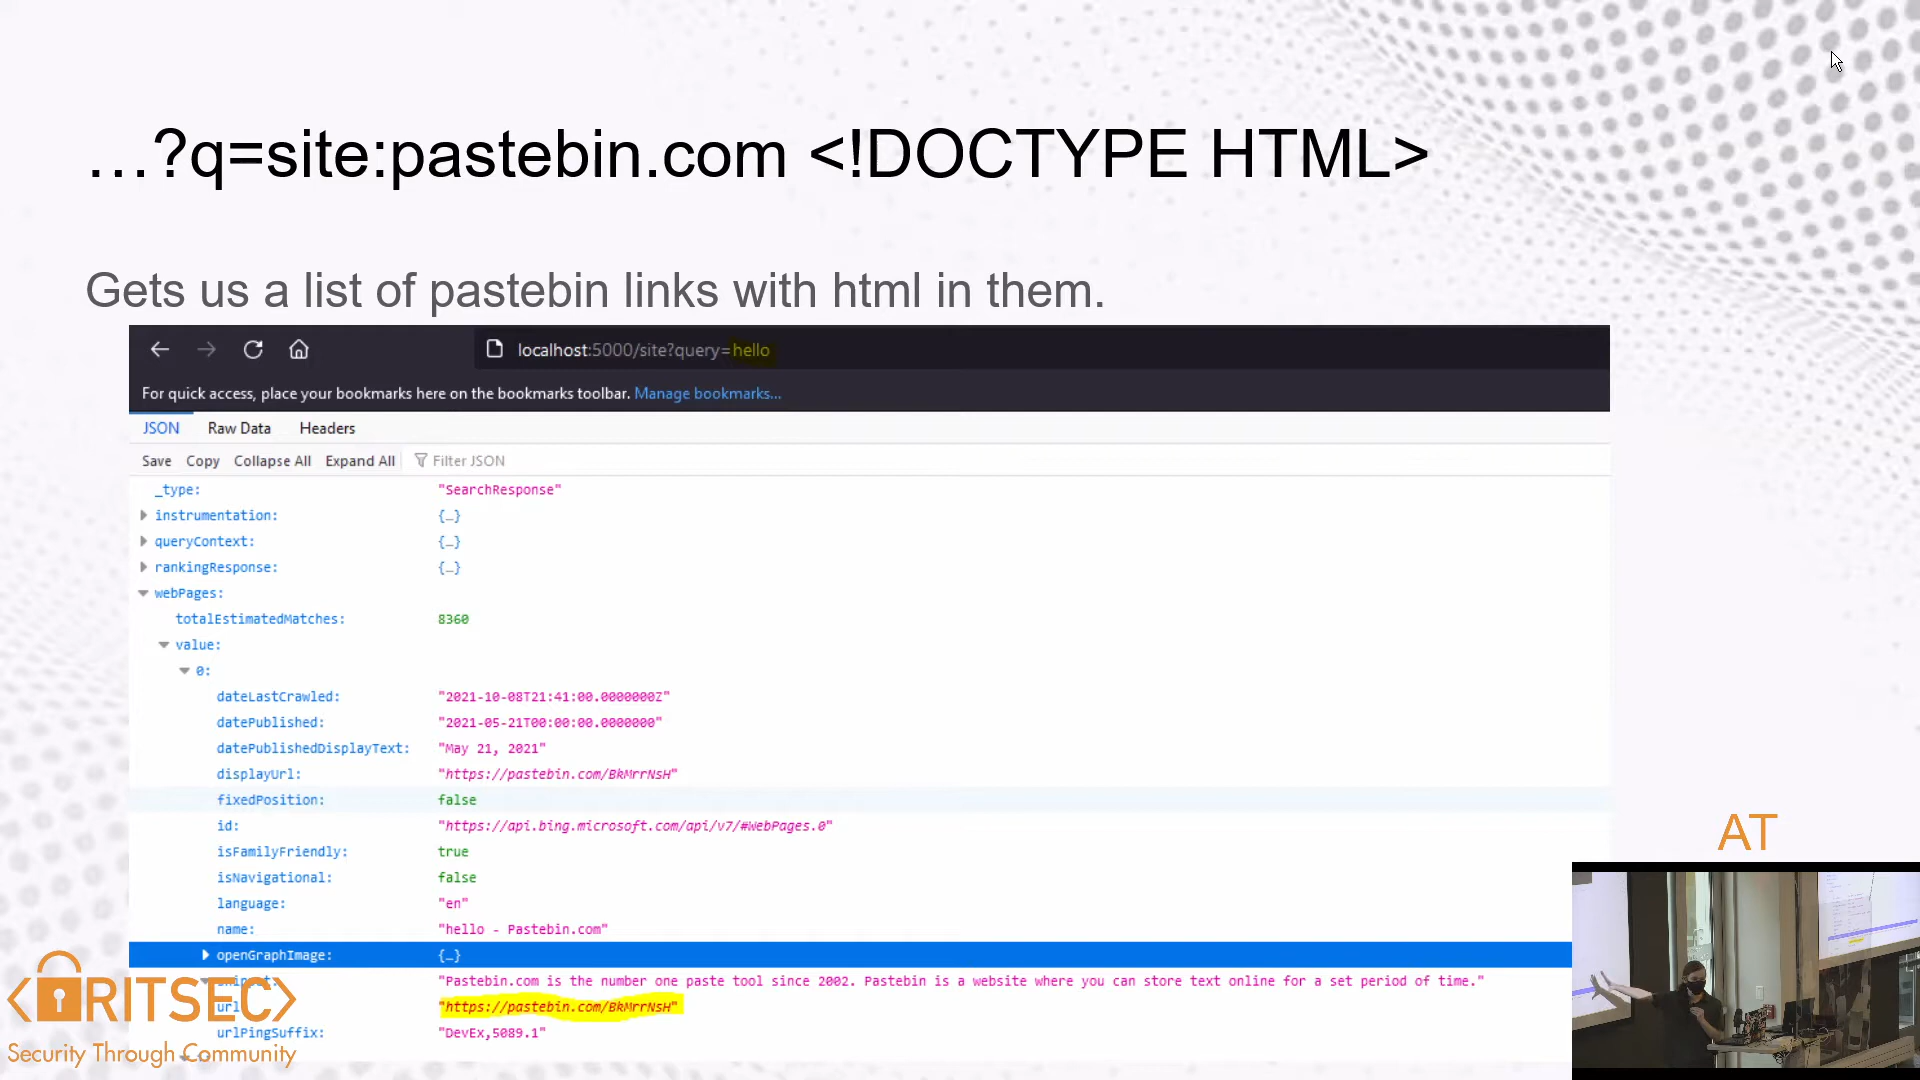 …?q=site:pastebin.com <!DOCTYPE HTML>
Gets us a list of pastebin links with html in them.
localhost:5000/site?query=hello
For quick access, place your bookmarks here on the bookmarks toolbar. Manage bookmarks...
JSON Raw Data Headers
Save Copy Collapse All Expand All Filter JSON
_type: "SearchResponse"
instrumentation: {…}
queryContext: {…}
rankingResponse: {…}
webPages:
totalEstimatedMatches: 8360
value:
0:
dateLastCrawled: "2021-10-08T21:41:00.0000000Z"
datePublished: "2021-05-21T00:00:00.0000000"
datePublishedDisplayText: "May 21, 2021"
displayUrl: "https://pastebin.com/BkMrrNsH"
fixedPosition: false
id: "https://api.bing.microsoft.com/api/v7/#WebPages.0"
isFamilyFriendly: true
isNavigational: false
language: "en"
name: "hello - Pastebin.com"
openGraphImage: {…}
"Pastebin.com is the number one paste tool since 2002. Pastebin is a website where you can store text online for a set period of time."
url "https://pastebin.com/BkMrrNsH"
urlPingSuffix: "DevEx,5089.1"
RITSEC
Security Through Community
AT